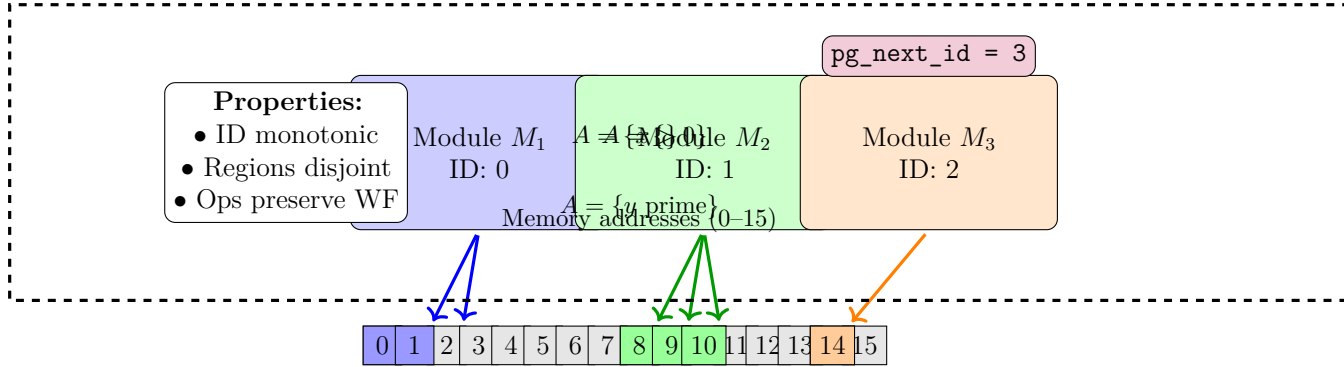 pg_next_id = 3
Properties:
• ID monotonic
• Regions disjoint
• Ops preserve WF
Module M₁
ID: 0
Module M₂
ID: 1
Module M₃
ID: 2
A = {y prime}
Memory addresses (0–15)
0 1 2 3 4 5 6 7 8 9 10 11 12 13 14 15